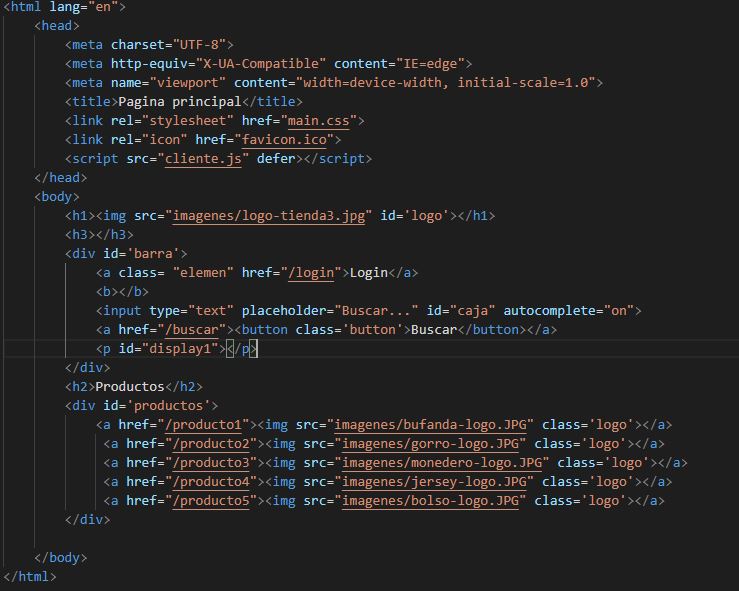 <html lang="en">
    <head>
        <meta charset="UTF-8">
        <meta http-equiv="X-UA-Compatible" content="IE=edge">
        <meta name="viewport" content="width=device-width, initial-scale=1.0">
        <title>Pagina principal</title>
        <link rel="stylesheet" href="main.css">
        <link rel="icon" href="favicon.ico">
        <script src="cliente.js" defer></script>
    </head>
    <body>
        <h1><img src="imagenes/logo-tienda3.jpg" id='logo'></h1>
        <h3></h3>
        <div id='barra'>
            <a class= "elemen" href="/login">Login</a>
            <b></b>
            <input type="text" placeholder="Buscar..." id="caja" autocomplete="on">
            <a href="/buscar"><button class='button'>Buscar</button></a>
            <p id="display1"></p>
        </div>
        <h2>Productos</h2>
        <div id='productos'>
            <a href="/producto1"><img src="imagenes/bufanda-logo.JPG" class='logo'></a>
             <a href="/producto2"><img src="imagenes/gorro-logo.JPG" class='logo'></a>
             <a href="/producto3"><img src="imagenes/monedero-logo.JPG" class='logo'></a>
             <a href="/producto4"><img src="imagenes/jersey-logo.JPG" class='logo'></a>
             <a href="/producto5"><img src="imagenes/bolso-logo.JPG" class='logo'></a>
        </div>
    </body>
</html>